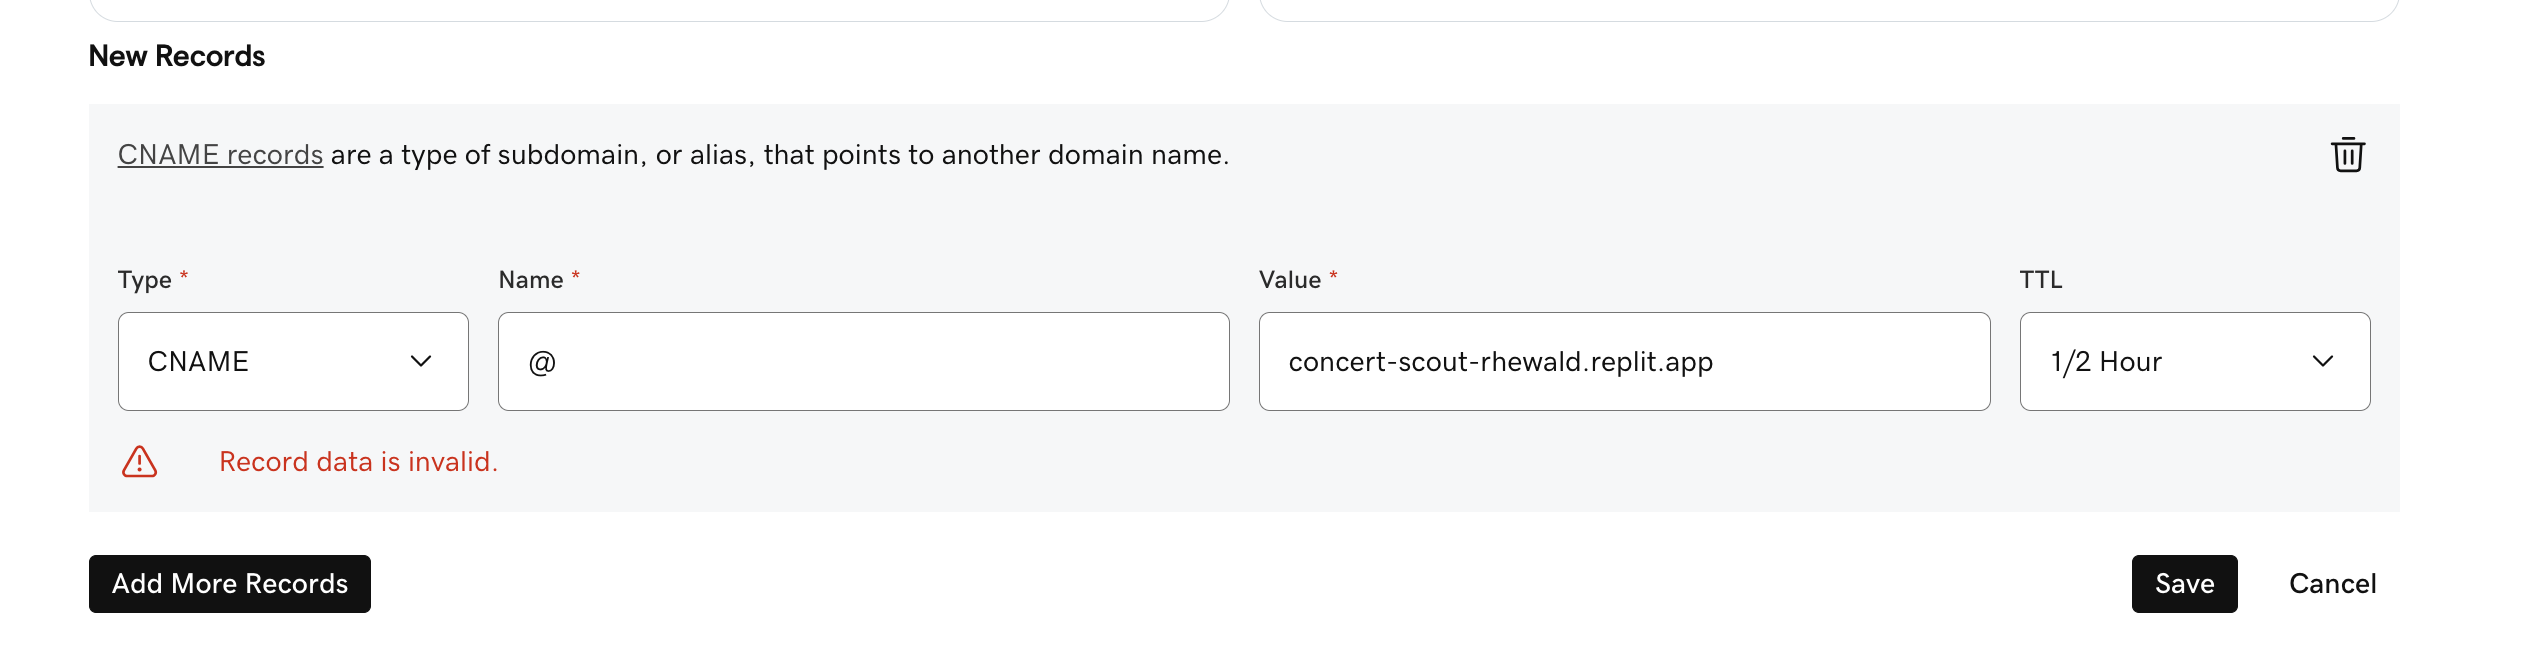 New Records
CNAME records are a type of subdomain, or alias, that points to another domain name.
Type * Name * Value * TTL
CNAME @ concert-scout-rhewald.replit.app 1/2 Hour
Record data is invalid.
Add More Records Save Cancel